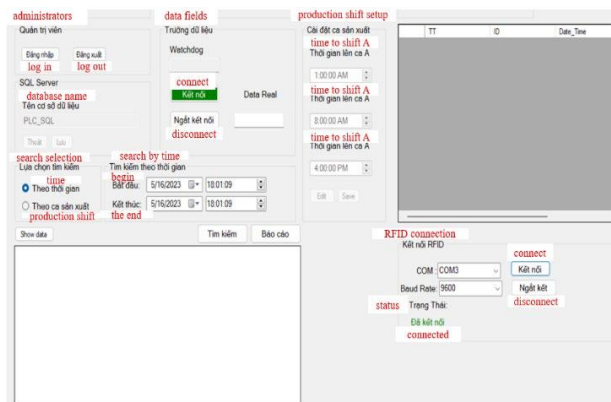 administrators
Quản trị viên
Đăng nhập Đăng xuất
log in log out
SQL Server
database name
Tên cơ sở dữ liệu
PLC_SQL
Thoát Lưu
data fields
Trường dữ liệu
Watchdog
connect
Kết nối Data Real
Ngắt kết nối
disconnect
production shift setup
Cài đặt ca sản xuất
time to shift A
Thời gian lên ca A
1:00:00 AM
time to shift A
Thời gian lên ca A
8:00:00 AM
time to shift A
Thời gian lên ca A
4:00:00 PM
Edit Save
TT ID Date_Time
search selection
Lựa chọn tìm kiếm
time
Theo thời gian
Theo ca sản xuất
production shift
search by time
Tìm kiếm theo thời gian
begin
Bắt đầu: 5/16/2023 18:01:09
Kết thúc: 5/16/2023 18:01:09
the end
Show data Tìm kiếm Báo cáo
RFID connection
Kết nối RFID
connect
COM : COM3 Kết nối
Baud Rate: 9600 Ngắt kết
disconnect
status Trạng Thái:
Đã kết nối
connected